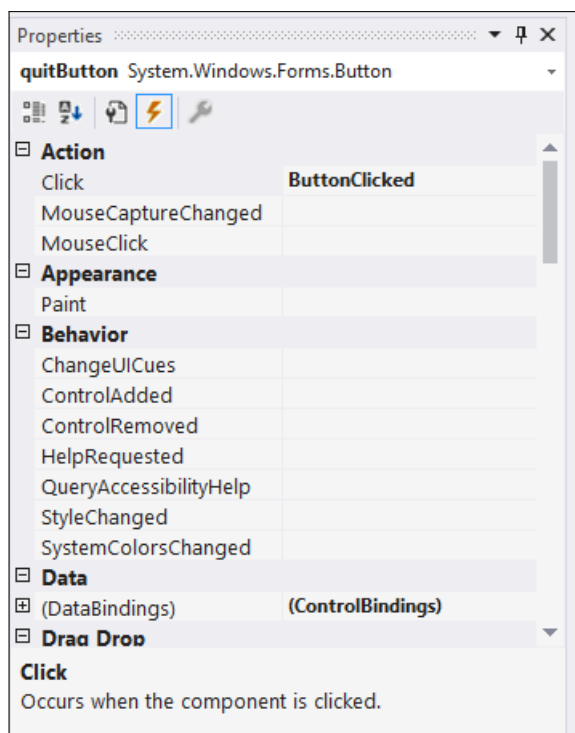 Properties
quitButton System.Windows.Forms.Button
Action
Click ButtonClicked
MouseCaptureChanged
MouseClick
Appearance
Paint
Behavior
ChangeUICues
ControlAdded
ControlRemoved
HelpRequested
QueryAccessibilityHelp
StyleChanged
SystemColorsChanged
Data
(DataBindings) (ControlBindings)
Drag Drop
Click
Occurs when the component is clicked.